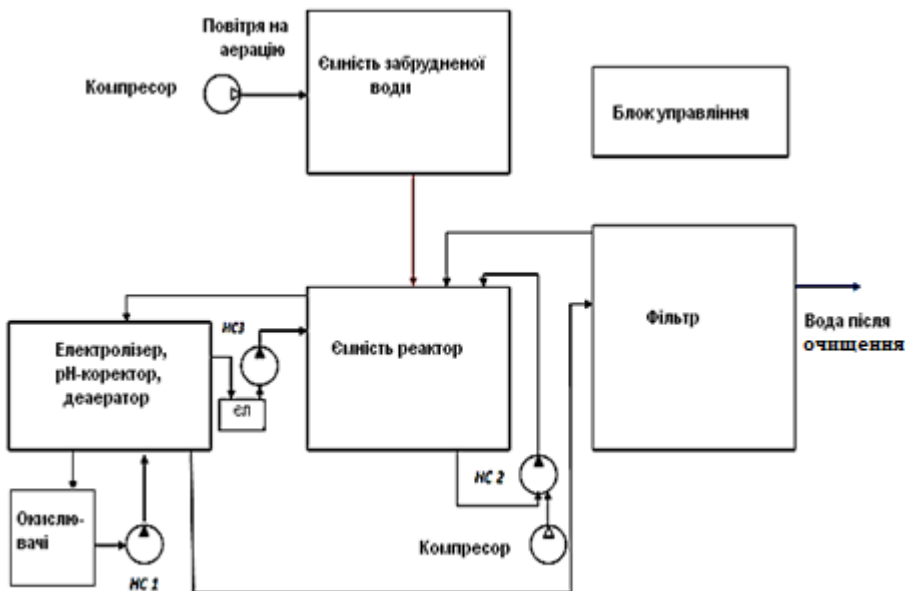 Повітря на
аерацію
Компресор
Ємність забрудненої
води
Блок управління
Електролізер,
рН-коректор,
деаератор
НС3
ЄЛ
Ємність реактор
НС 2
Фільтр
Вода після
очищення
Окислю-
вачі
НС 1
Компресор